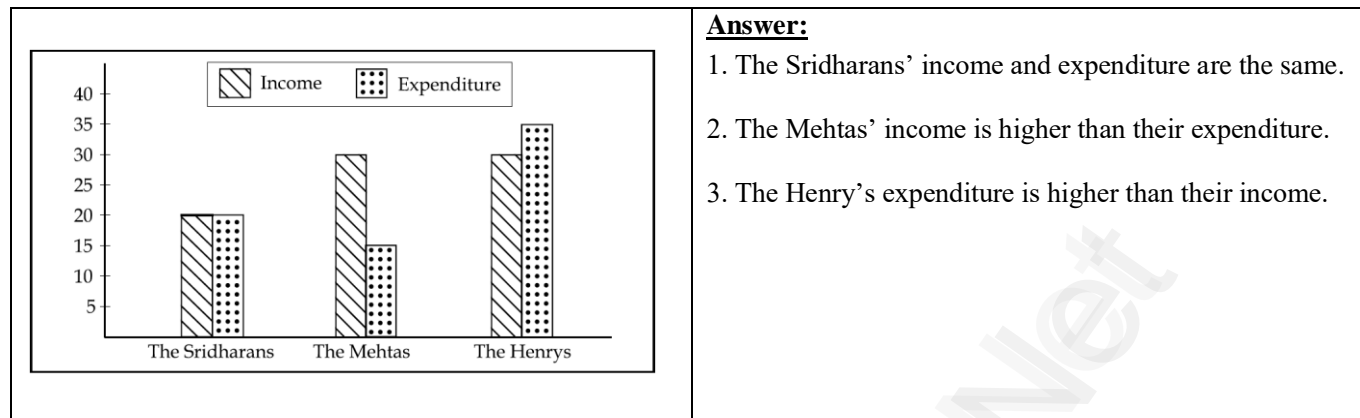 Income Expenditure
40
35
30
25
20
15
10
5
The Sridharans The Mehtas The Henrys
Answer:
1. The Sridharans’ income and expenditure are the same.
2. The Mehtas’ income is higher than their expenditure.
3. The Henry’s expenditure is higher than their income.
Net